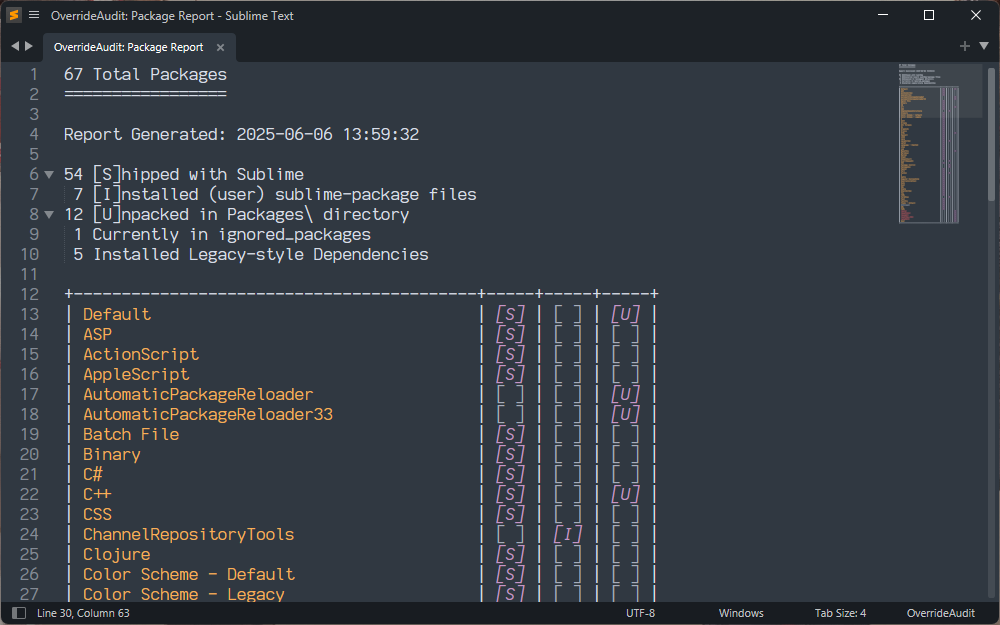 OverrideAudit: Package Report - Sublime Text
OverrideAudit: Package Report
1 67 Total Packages
2 =================
3
4 Report Generated: 2025-06-06 13:59:32
5
6 54 [S]hipped with Sublime
7  7 [I]nstalled (user) sublime-package files
8 12 [U]npacked in Packages\ directory
9  1 Currently in ignored_packages
10  5 Installed Legacy-style Dependencies
11
12 +------------------------------------------+-----+-----+-----+
13 | Default                                  | [S] | [ ] | [U] |
14 | ASP                                      | [S] | [ ] | [ ] |
15 | ActionScript                             | [S] | [ ] | [ ] |
16 | AppleScript                              | [S] | [ ] | [ ] |
17 | AutomaticPackageReloader                 | [ ] | [ ] | [U] |
18 | AutomaticPackageReloader33               | [ ] | [ ] | [U] |
19 | Batch File                               | [S] | [ ] | [ ] |
20 | Binary                                   | [S] | [ ] | [ ] |
21 | C#                                       | [S] | [ ] | [ ] |
22 | C++                                      | [S] | [ ] | [U] |
23 | CSS                                      | [S] | [ ] | [ ] |
24 | ChannelRepositoryTools                   | [ ] | [I] | [ ] |
25 | Clojure                                  | [S] | [ ] | [ ] |
26 | Color Scheme - Default                   | [S] | [ ] | [ ] |
27 | Color Scheme - Legacy                    | [S] | [ ] | [ ] |
Line 30, Column 63 UTF-8 Windows Tab Size: 4 OverrideAudit